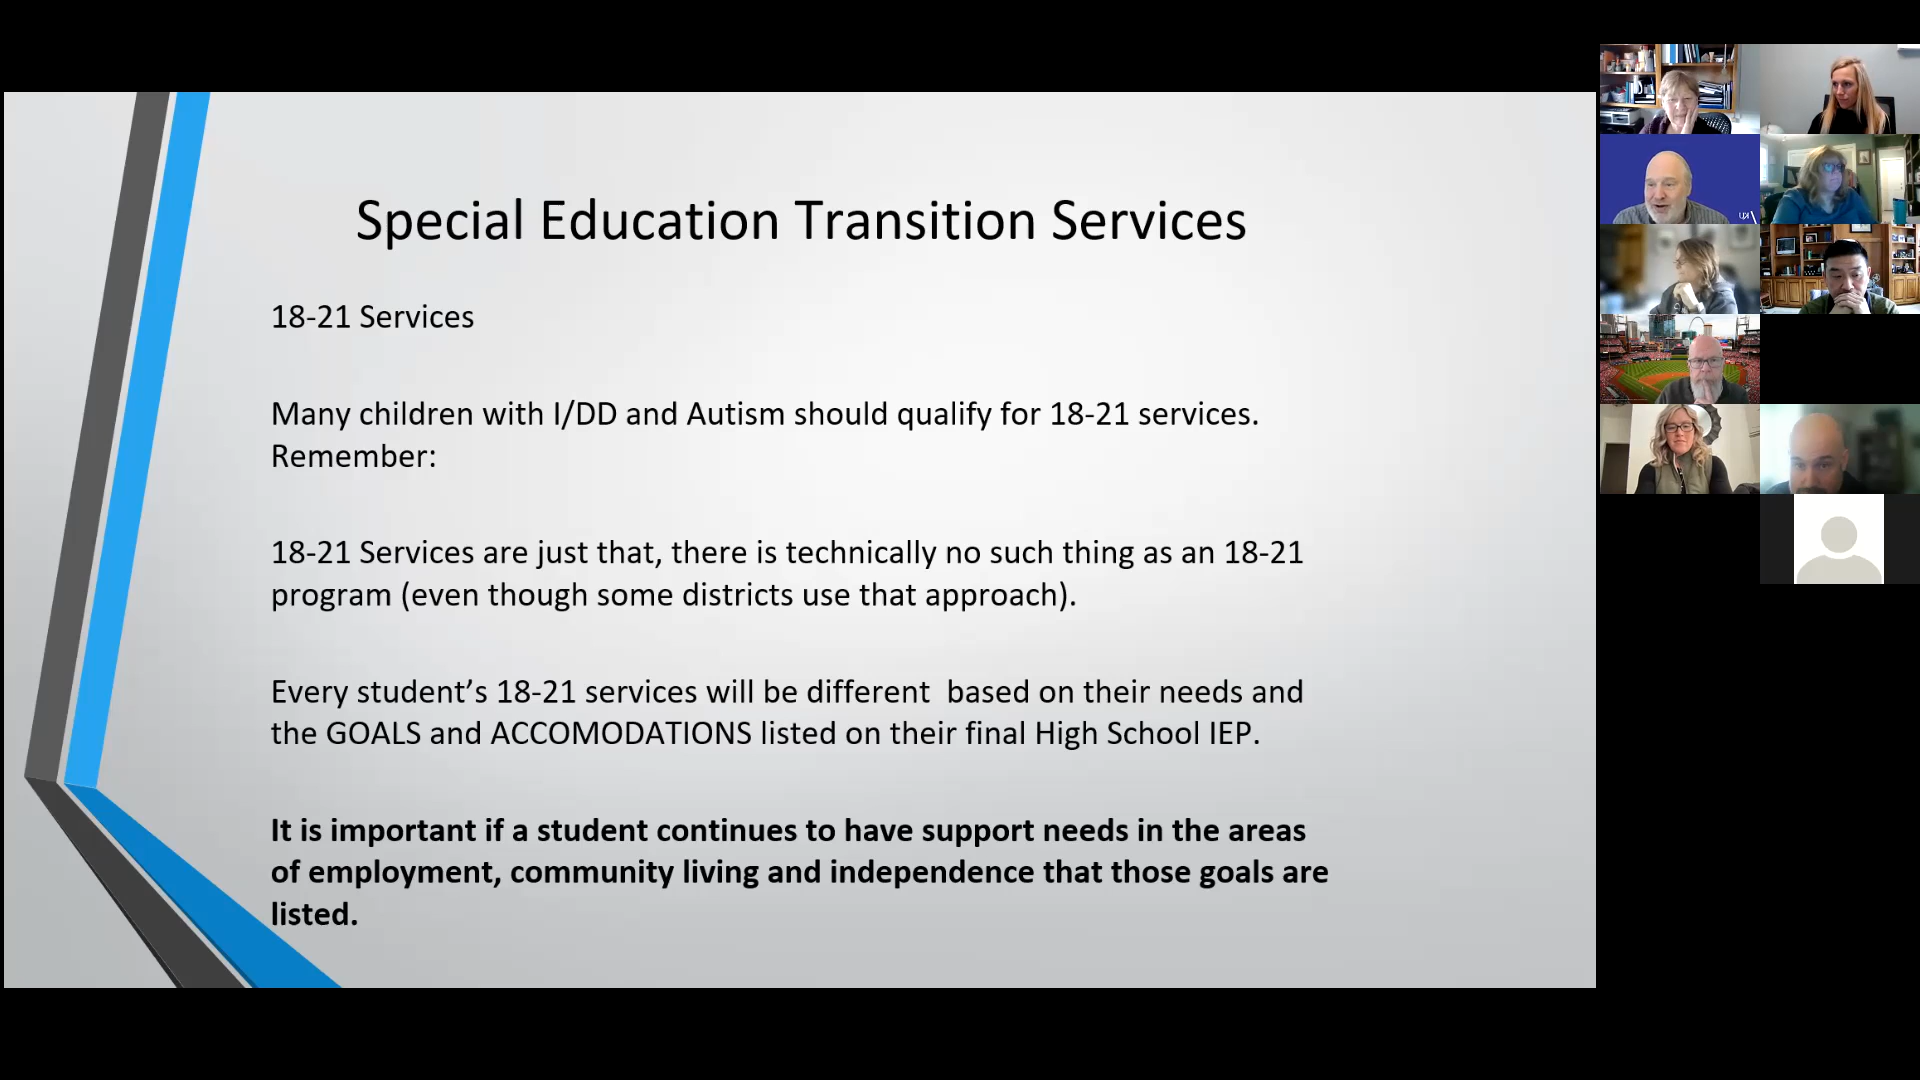 Special Education Transition Services
18-21 Services
Many children with I/DD and Autism should qualify for 18-21 services.
Remember:
18-21 Services are just that, there is technically no such thing as an 18-21
program (even though some districts use that approach).
Every student’s 18-21 services will be different  based on their needs and
the GOALS and ACCOMODATIONS listed on their final High School IEP.
It is important if a student continues to have support needs in the areas
of employment, community living and independence that those goals are
listed.